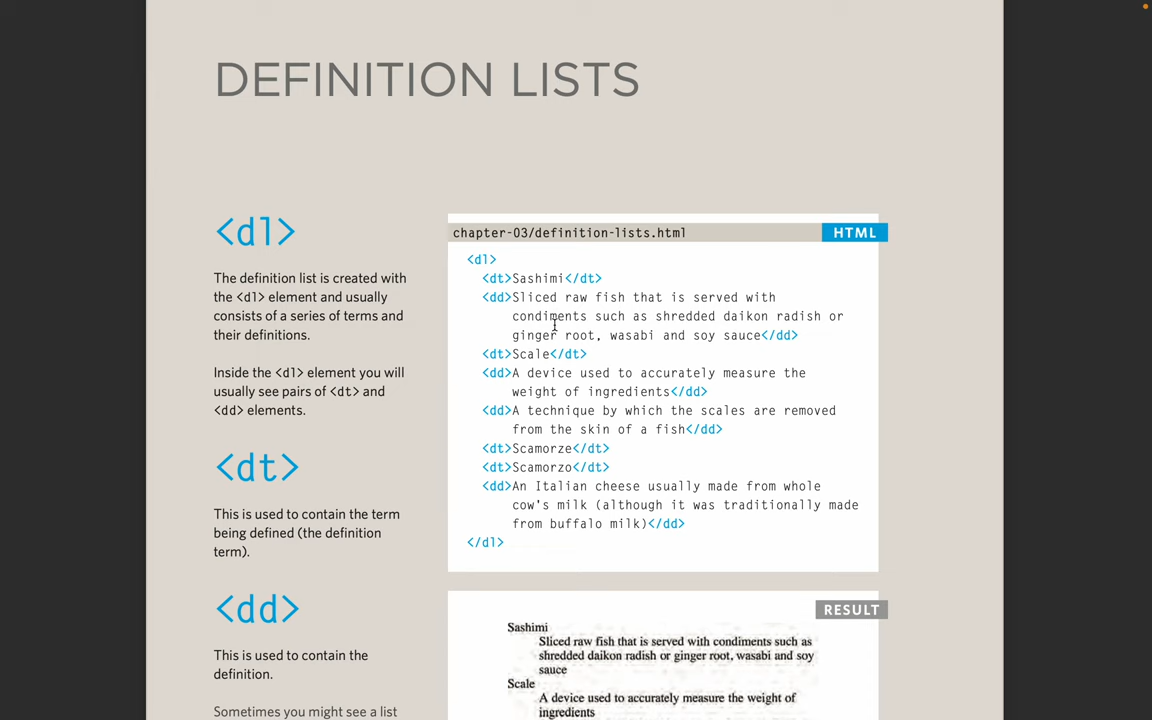 DEFINITION LISTS
<dl>
The definition list is created with
the <dl> element and usually
consists of a series of terms and
their definitions.
Inside the <dl> element you will
usually see pairs of <dt> and
<dd> elements.
<dt>
This is used to contain the term
being defined (the definition
term).
<dd>
This is used to contain the
definition.
Sometimes you might see a list
chapter-03/definition-lists.html
HTML
<dl>
<dt>Sashimi</dt>
<dd>Sliced raw fish that is served with
condiments such as shredded daikon radish or
ginger root, wasabi and soy sauce</dd>
<dt>Scale</dt>
<dd>A device used to accurately measure the
weight of ingredients</dd>
<dd>A technique by which the scales are removed
from the skin of a fish</dd>
<dt>Scamorze</dt>
<dt>Scamorzo</dt>
<dd>An Italian cheese usually made from whole
cow's milk (although it was traditionally made
from buffalo milk)</dd>
</dl>
RESULT
Sashimi
Sliced raw fish that is served with condiments such as
shredded daikon radish or ginger root, wasabi and soy
sauce
Scale
A device used to accurately measure the weight of
ingredients